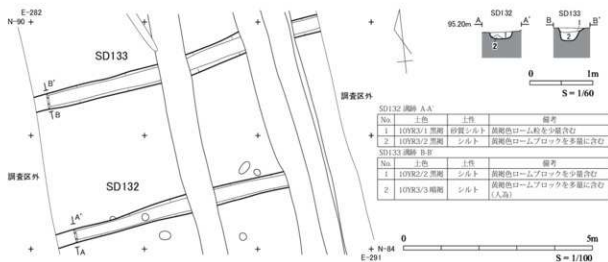 E-282
N-90
SD133
B'
B
調査区外
調査区外
SD132
A'
A
N-84
E-291
SD132
SD133
95.20m
A
A'
B
B'
1
2
1
2
0 1m
S = 1/60
SD132 溝跡 A-A'
No. 土色 土性 備考
1 10YR3/1 黒褐 砂質シルト 黄褐色ローム粒を少量含む
2 10YR3/2 黒褐 シルト 黄褐色ロームブロックを多量に含む
SD133 溝跡 B-B'
No. 土色 土性 備考
1 10YR2/2 黒褐 シルト 黄褐色ロームブロックを少量含む
2 10YR3/3 暗褐 シルト 黄褐色ロームブロックを多量に含む
(人為)
0 5m
S = 1/100